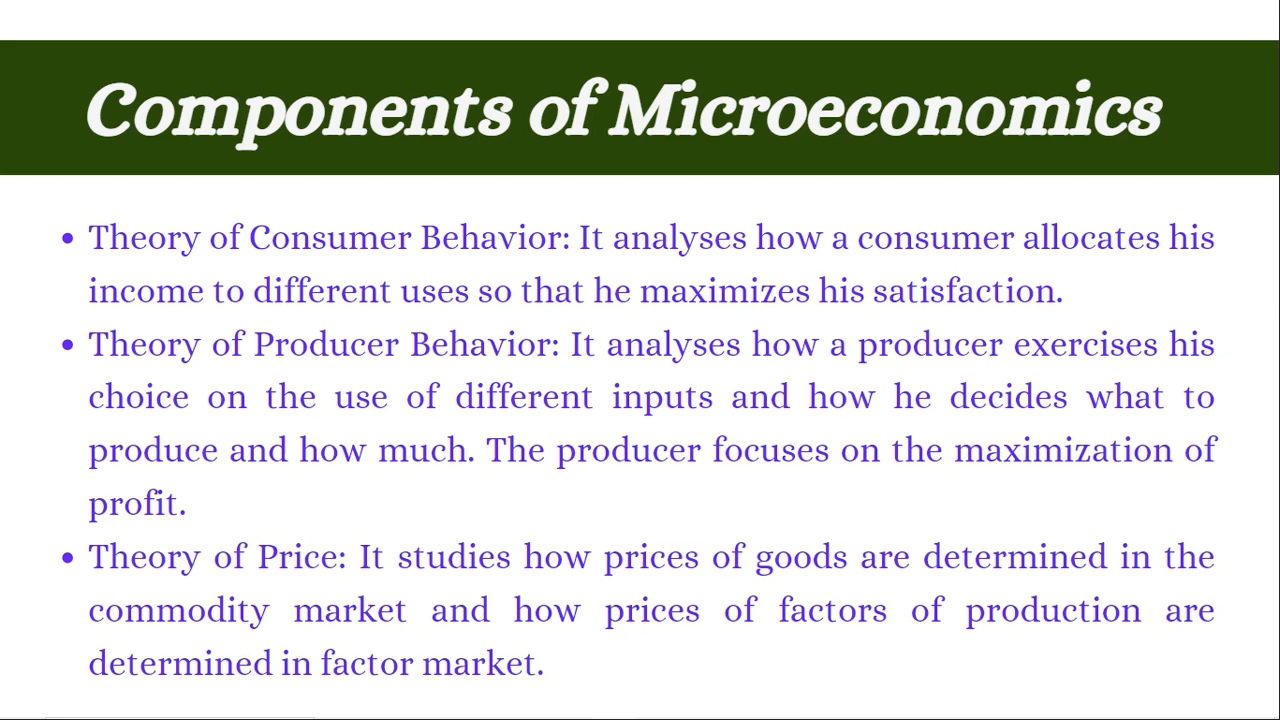 Components of Microeconomics
• Theory of Consumer Behavior: It analyses how a consumer allocates his
income to different uses so that he maximizes his satisfaction.
• Theory of Producer Behavior: It analyses how a producer exercises his
choice on the use of different inputs and how he decides what to
produce and how much. The producer focuses on the maximization of
profit.
• Theory of Price: It studies how prices of goods are determined in the
commodity market and how prices of factors of production are
determined in factor market.